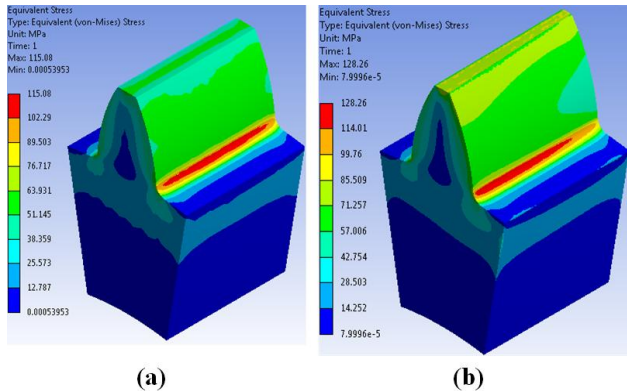 Equivalent Stress
Type: Equivalent (von-Mises) Stress
Unit: MPa
Time: 1
Max: 115.08
Min: 0.00053953
115.08
102.29
89.503
76.717
63.931
51.145
38.359
25.573
12.787
0.00053953
(a)
Equivalent Stress
Type: Equivalent (von-Mises) Stress
Unit: MPa
Time: 1
Max: 128.26
Min: 7.9996e-5
128.26
114.01
99.76
85.509
71.257
57.006
42.754
28.503
14.252
7.9996e-5
(b)